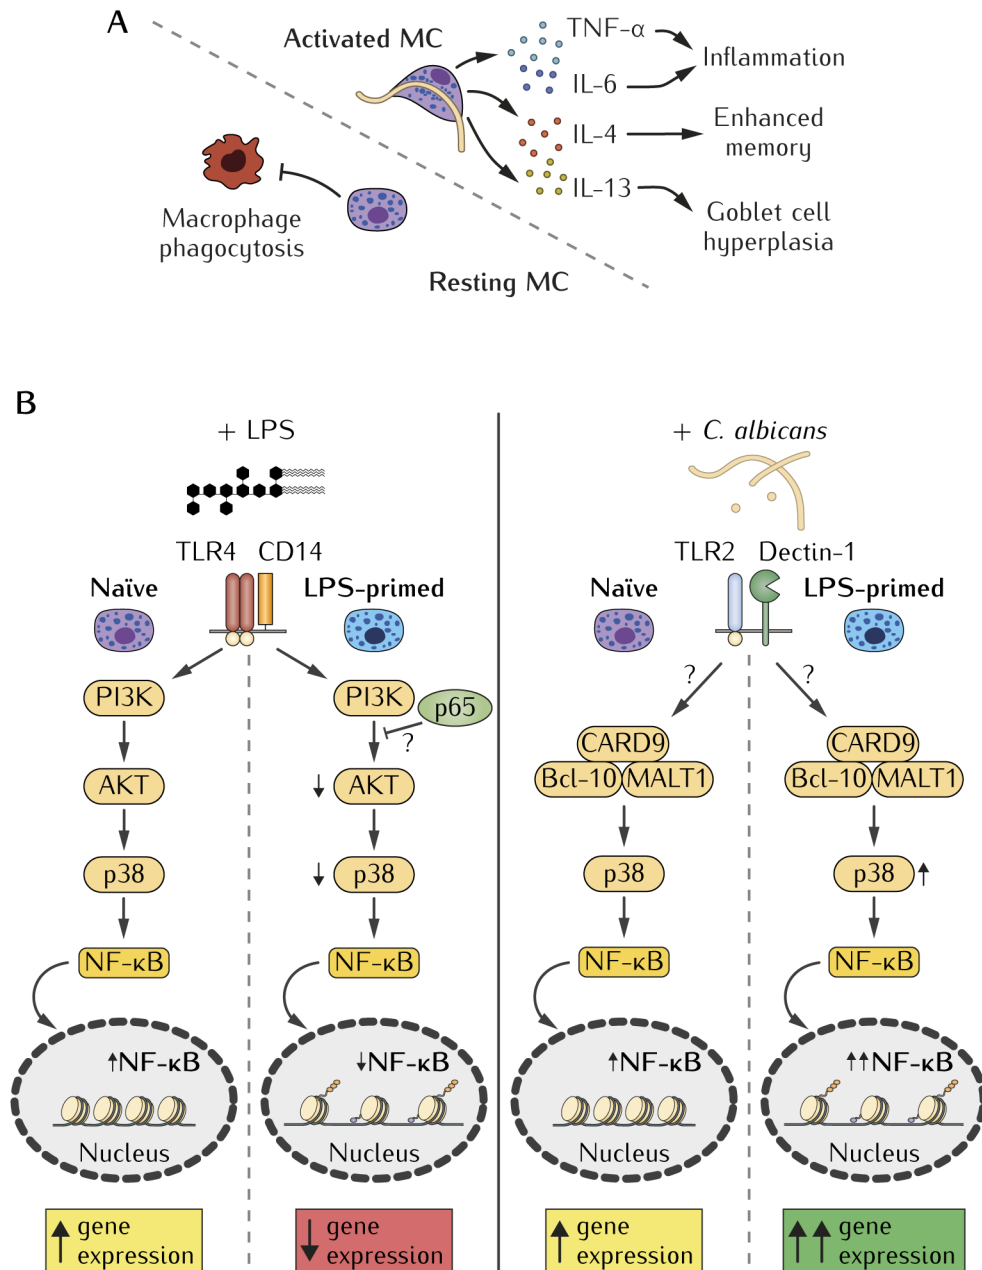 A
Activated MC
TNF-α
IL-6
Inflammation
IL-4
Enhanced
memory
IL-13
Goblet cell
hyperplasia
Macrophage
phagocytosis
Resting MC
B
+ LPS
TLR4 CD14
Naïve
LPS-primed
PI3K
PI3K
p65
?
AKT
↓ AKT
p38
↓ p38
NF-κB
NF-κB
↑NF-κB
Nucleus
↓NF-κB
Nucleus
↑ gene
expression
↓ gene
expression
+ C. albicans
TLR2 Dectin-1
Naïve
LPS-primed
?
?
CARD9
Bcl-10 MALT1
CARD9
Bcl-10 MALT1
p38
p38 ↑
NF-κB
NF-κB
↑NF-κB
Nucleus
↑↑NF-κB
Nucleus
↑ gene
expression
↑↑ gene
expression